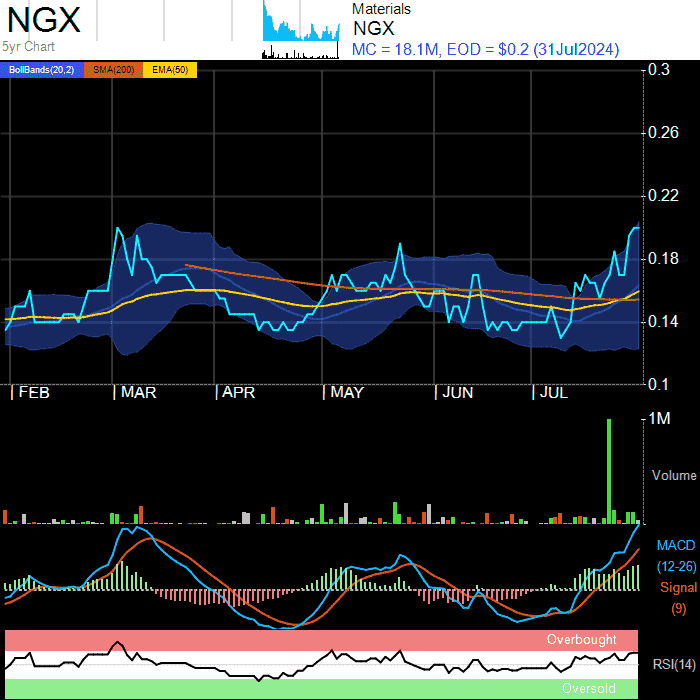 NGX
5yr Chart
Materials
NGX
MC = 18.1M, EOD = $0.2 (31Jul2024)
BollBands(20,2) SMA(200) EMA(50)
0.3
0.26
0.22
0.18
0.14
0.1
FEB MAR APR MAY JUN JUL
1M
Volume
MACD
(12-26)
Signal
(9)
Overbought
RSI(14)
Oversold